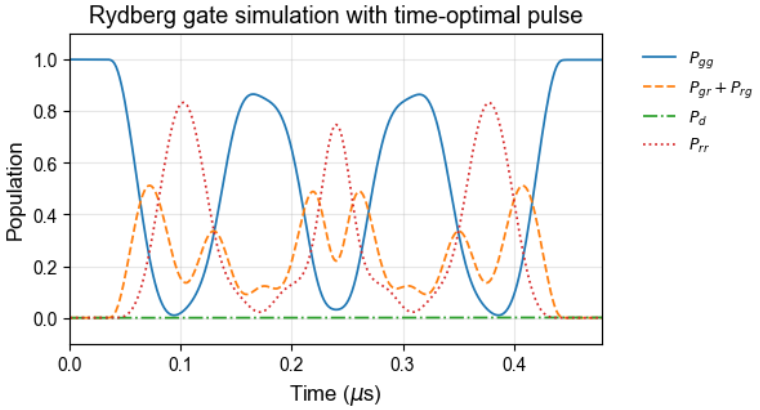 Rydberg gate simulation with time-optimal pulse
1.0
0.8
0.6
0.4
0.2
0.0
Population
0.0 0.1 0.2 0.3 0.4
Time (μs)
P_gg
P_gr + P_rg
P_d
P_rr